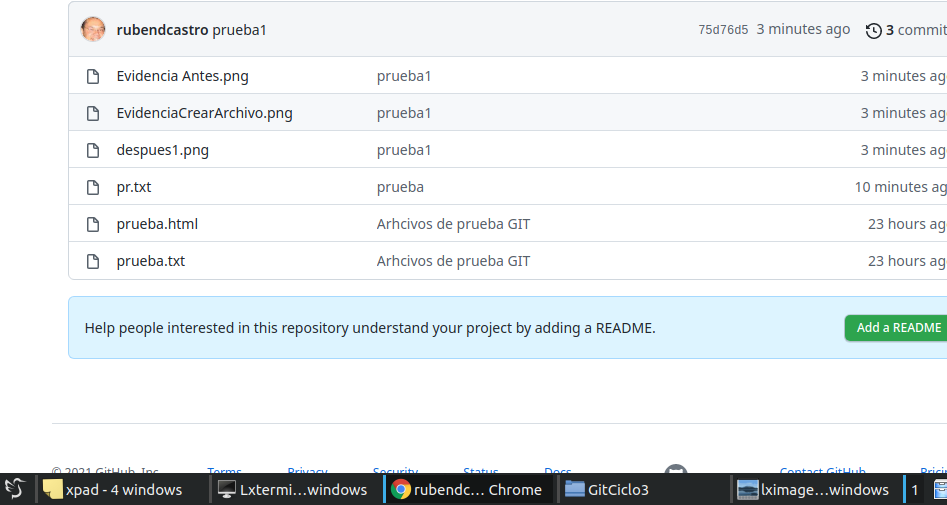 rubendcastro prueba1 75d76d5 3 minutes ago 3 commit
Evidencia Antes.png prueba1 3 minutes ag
EvidenciaCrearArchivo.png prueba1 3 minutes ag
despues1.png prueba1 3 minutes ag
pr.txt prueba 10 minutes ag
prueba.html Arhcivos de prueba GIT 23 hours ag
prueba.txt Arhcivos de prueba GIT 23 hours ag
Help people interested in this repository understand your project by adding a README. Add a README
© 2021 GitHub, Inc. Terms Privacy Security Status Docs Contact GitHub Pricin
xpad - 4 windows Lxtermi...windows rubendc... Chrome GitCiclo3 lximage...windows 1